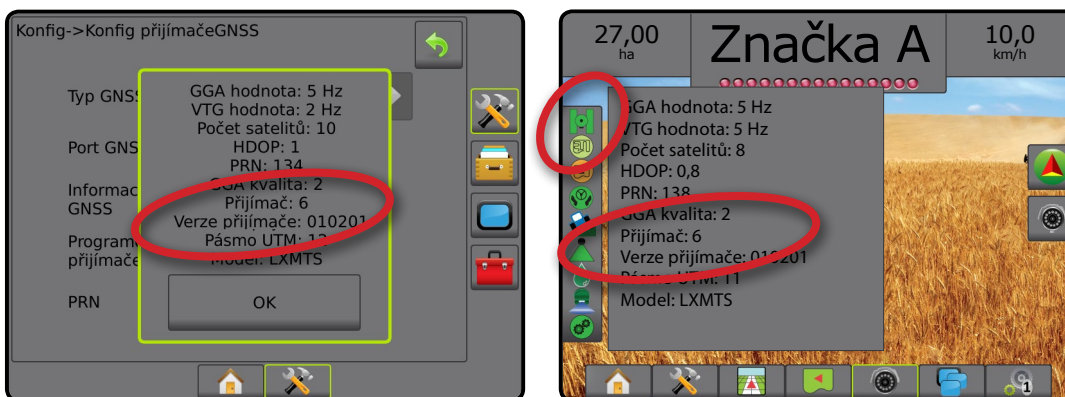 Konfig->Konfig přijímačeGNSS
Typ GNSS
Port GNS
Informac
GNSS
Program
přijímače
PRN
GGA hodnota: 5 Hz
VTG hodnota: 2 Hz
Počet satelitů: 10
HDOP: 1
PRN: 134
GGA kvalita: 2
Přijímač: 6
Verze přijímače: 010201
Pásmo UTM: 12
Model: LXMTS
OK
27,00
ha
Značka A
10,0
km/h
GGA hodnota: 5 Hz
VTG hodnota: 5 Hz
Počet satelitů: 8
HDOP: 0,8
PRN: 138
GGA kvalita: 2
Přijímač: 6
Verze přijímače: 010201
Pásmo UTM: 11
Model: LXMTS
1